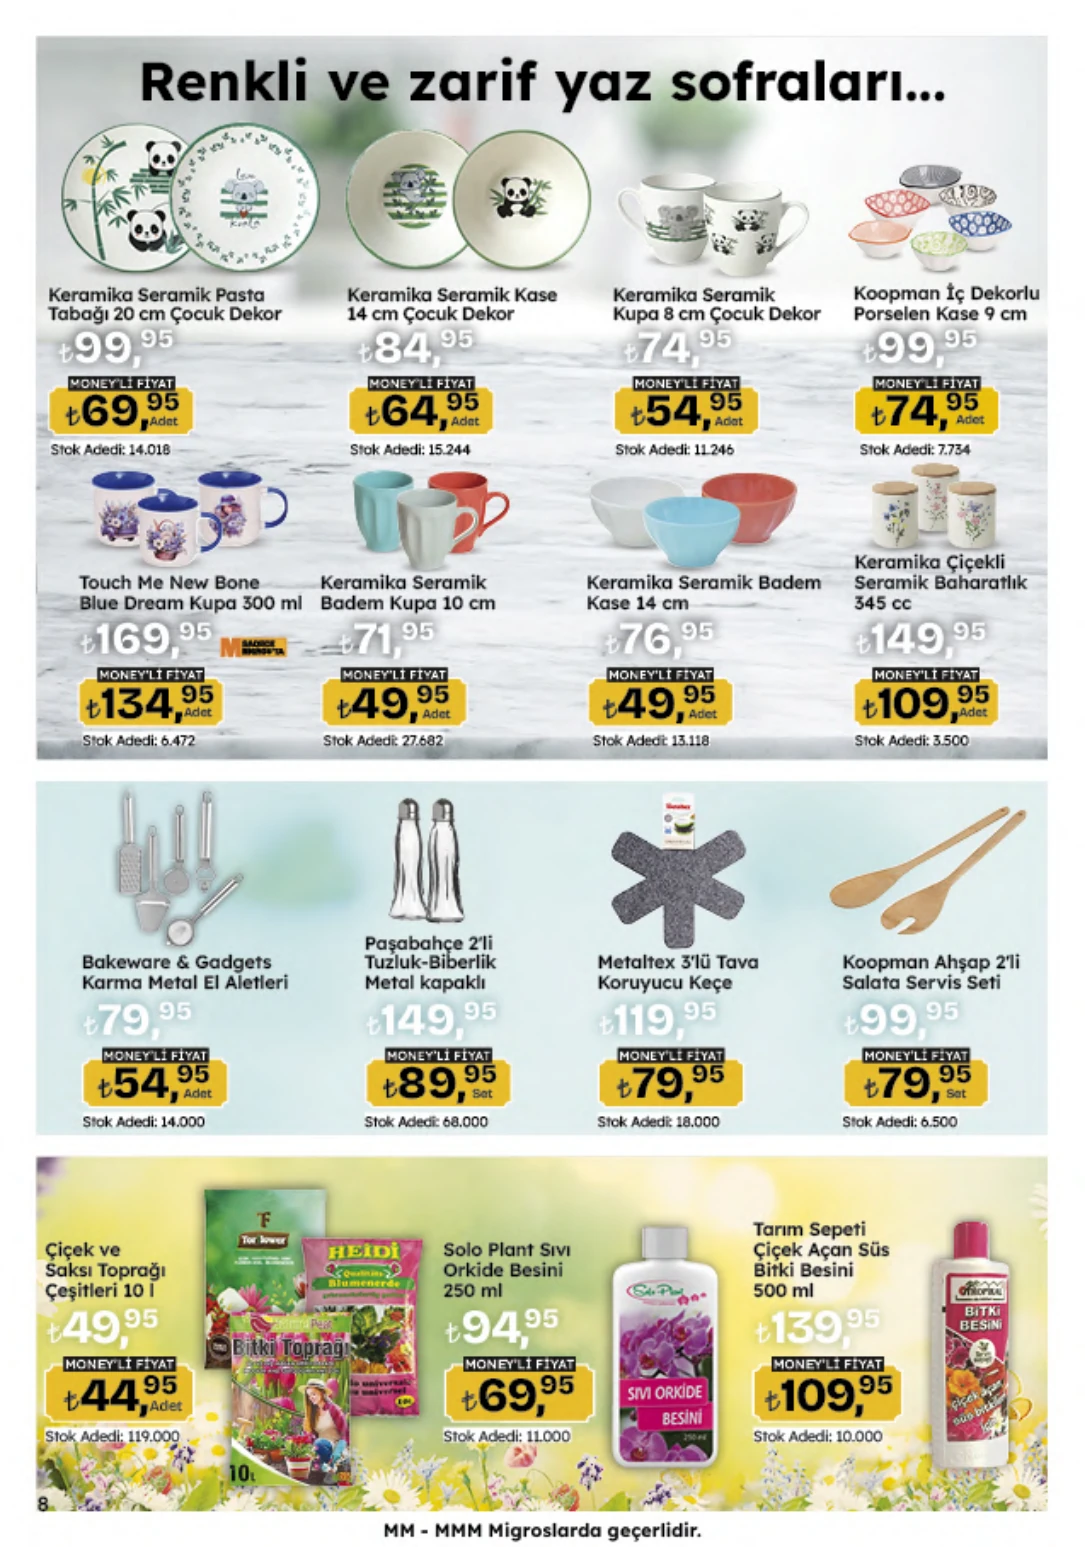 Renkli ve zarif yaz sofraları...
Keramika Seramik Pasta
Tabağı 20 cm Çocuk Dekor
₺99,95
MONEY'Lİ FİYAT
₺69,95
Adet
Stok Adedi: 14.018
Keramika Seramik Kase
14 cm Çocuk Dekor
₺84,95
MONEY'Lİ FİYAT
₺64,95
Adet
Stok Adedi: 15.244
Keramika Seramik
Kupa 8 cm Çocuk Dekor
₺74,95
MONEY'Lİ FİYAT
₺54,95
Adet
Stok Adedi: 11.246
Koopman İç Dekorlu
Porselen Kase 9 cm
₺99,95
MONEY'Lİ FİYAT
₺74,95
Adet
Stok Adedi: 7.734
Touch Me New Bone
Blue Dream Kupa 300 ml
₺169,95
MONEY'Lİ FİYAT
₺134,95
Adet
Stok Adedi: 6.472
Keramika Seramik
Badem Kupa 10 cm
₺71,95
MONEY'Lİ FİYAT
₺49,95
Adet
Stok Adedi: 27.682
Keramika Seramik Badem
Kase 14 cm
₺76,95
MONEY'Lİ FİYAT
₺49,95
Adet
Stok Adedi: 13.118
Keramika Çiçekli
Seramik Baharatlık
345 cc
₺149,95
MONEY'Lİ FİYAT
₺109,95
Adet
Stok Adedi: 3.500
Bakeware & Gadgets
Karma Metal El Aletleri
₺79,95
MONEY'Lİ FİYAT
₺54,95
Adet
Stok Adedi: 14.000
Paşabahçe 2'li
Tuzluk-Biberlik
Metal kapaklı
₺149,95
MONEY'Lİ FİYAT
₺89,95
Set
Stok Adedi: 68.000
Metaltex 3'lü Tava
Koruyucu Keçe
₺119,95
MONEY'Lİ FİYAT
₺79,95
Stok Adedi: 18.000
Koopman Ahşap 2'li
Salata Servis Seti
₺99,95
MONEY'Lİ FİYAT
₺79,95
Set
Stok Adedi: 6.500
Çiçek ve
Saksı Toprağı
Çeşitleri 10 l
₺49,95
MONEY'Lİ FİYAT
₺44,95
Adet
Stok Adedi: 119.000
HEIDI
Blumenerde
Bitki Toprağı
10L
Solo Plant Sıvı
Orkide Besini
250 ml
₺94,95
MONEY'Lİ FİYAT
₺69,95
Stok Adedi: 11.000
Solo Plant
SIVI ORKİDE
BESİNİ
250 ml
Tarım Sepeti
Çiçek Açan Süs
Bitki Besini
500 ml
₺139,95
MONEY'Lİ FİYAT
₺109,95
Stok Adedi: 10.000
TROPİKAL
BİTKİ
BESİNİ
Çiçek açan
süs bitkileri
8
MM - MMM Migroslarda geçerlidir.